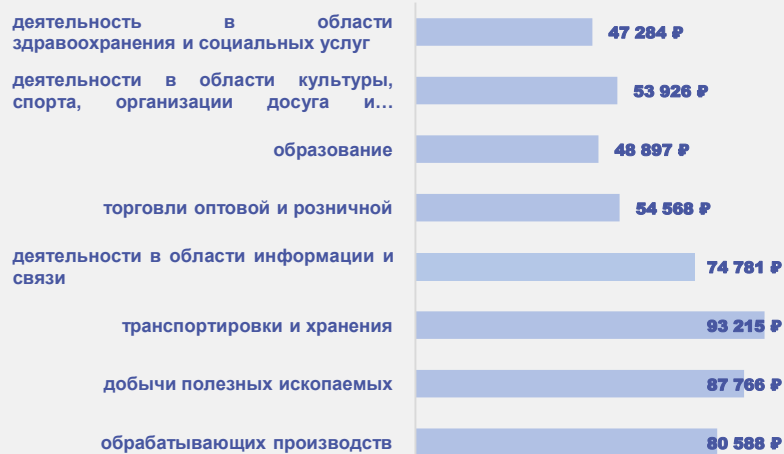 деятельность в области
здравоохранения и социальных услуг
47 284 ₽
деятельности в области культуры,
спорта, организации досуга и…
53 926 ₽
образование
48 897 ₽
торговли оптовой и розничной
54 568 ₽
деятельности в области информации и
связи
74 781 ₽
транспортировки и хранения
93 215 ₽
добычи полезных ископаемых
87 766 ₽
обрабатывающих производств
80 588 ₽